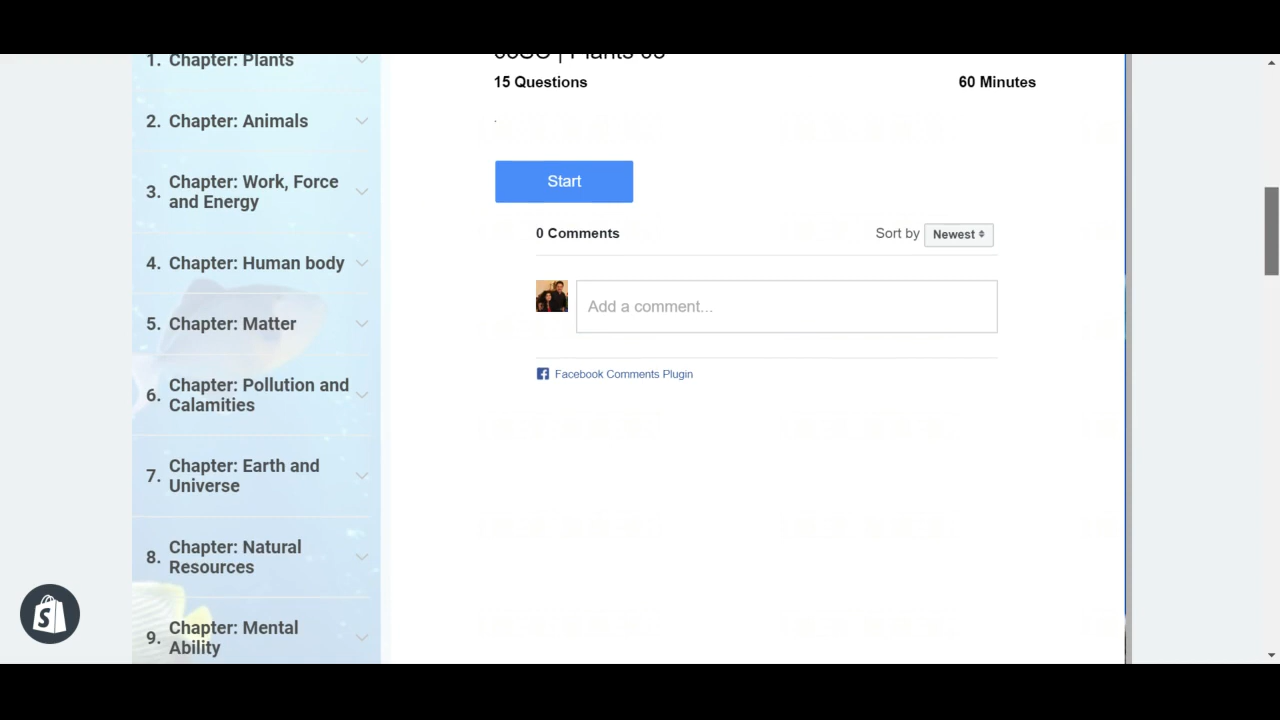 1. Chapter: Plants
2. Chapter: Animals
3. Chapter: Work, Force
and Energy
4. Chapter: Human body
5. Chapter: Matter
6. Chapter: Pollution and
Calamities
7. Chapter: Earth and
Universe
8. Chapter: Natural
Resources
9. Chapter: Mental
Ability
| Plants
15 Questions
60 Minutes
Start
0 Comments
Sort by Newest
Add a comment...
Facebook Comments Plugin